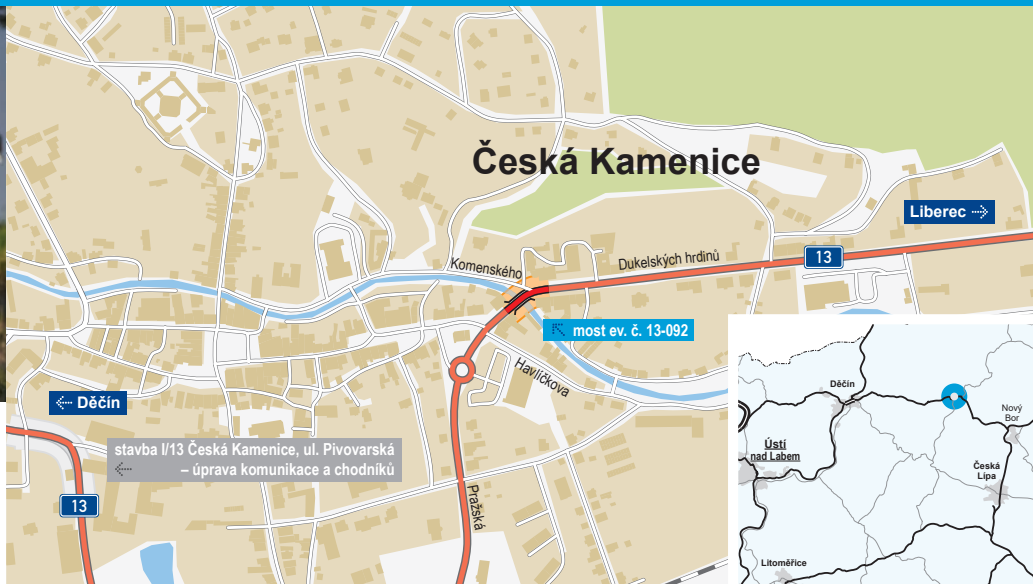 Česká Kamenice
Liberec
13
Dukelských hrdinů
Komenského
most ev. č. 13-092
Havlíčkova
Děčín
stavba I/13 Česká Kamenice, ul. Pivovarská
– úprava komunikace a chodníků
13
Pražská
Děčín
Nový
Bor
Ústí
nad Labem
Česká
Lípa
Litoměřice